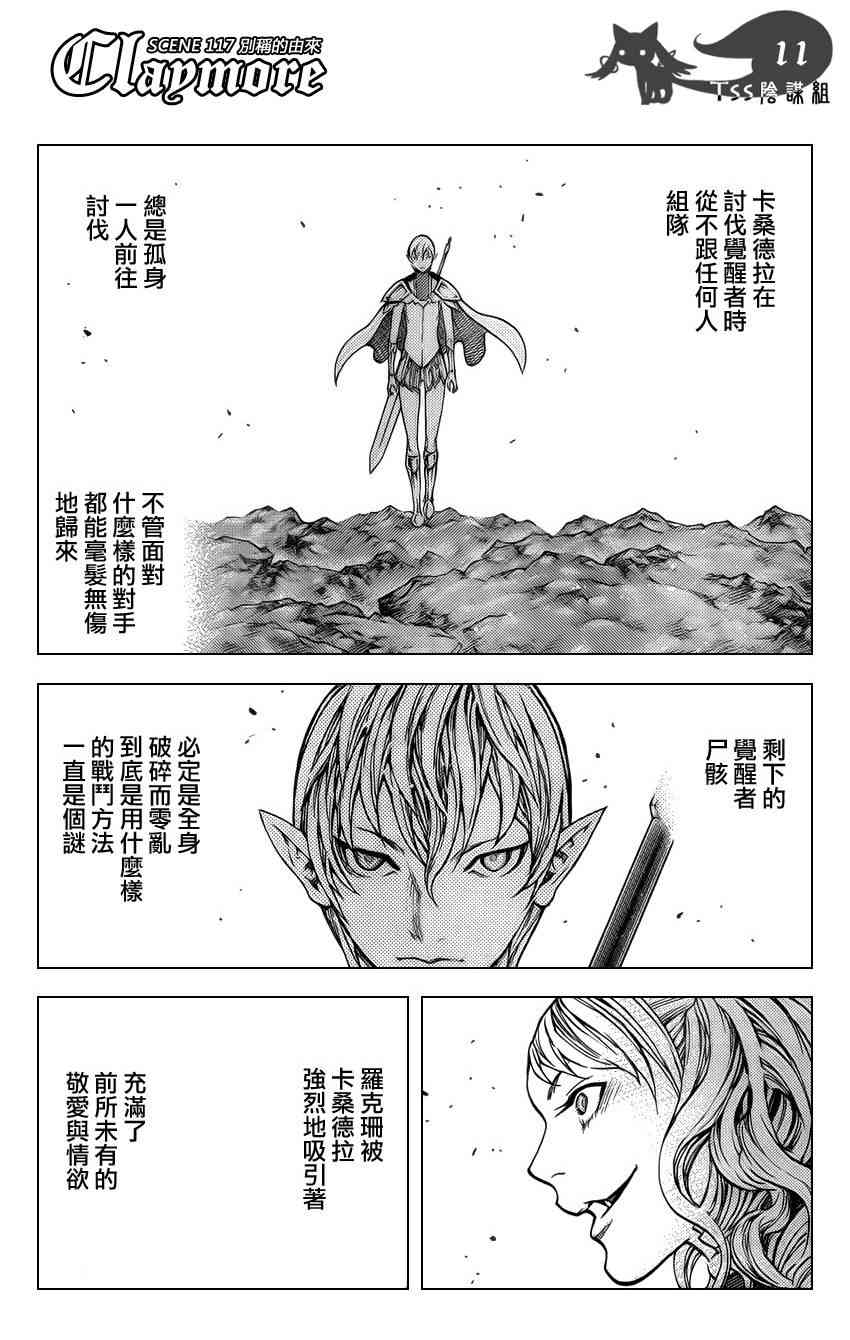 SCENE 117 別稱的由來
Claymore
11
Tss陰謀組
卡桑德拉在
討伐覺醒者時
從不跟任何人
組隊
總是孤身
一人前往
討伐
不管面對
什麼樣的對手
都能毫髮無傷
地歸來
剩下的
覺醒者
尸骸
必定是全身
破碎而零亂
到底是用什麼樣
的戰鬥方法
一直是個謎
羅克珊被
卡桑德拉
強烈地吸引著
充滿了
前所未有的
敬愛與情欲